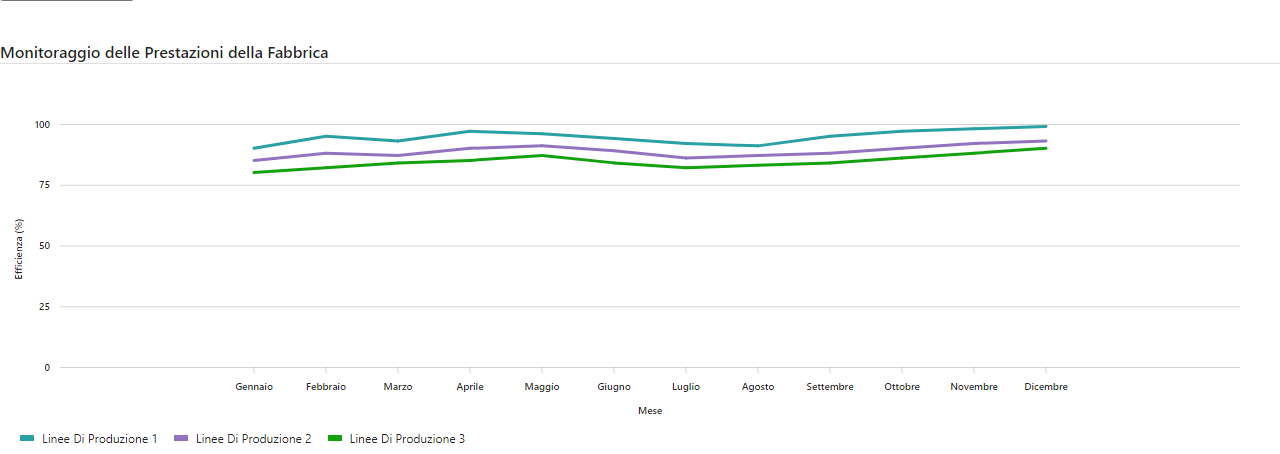 Monitoraggio delle Prestazioni della Fabbrica
100
75
50
25
0
Efficienza (%)
Gennaio Febbraio Marzo Aprile Maggio Giugno Luglio Agosto Settembre Ottobre Novembre Dicembre
Mese
Linee Di Produzione 1 Linee Di Produzione 2 Linee Di Produzione 3